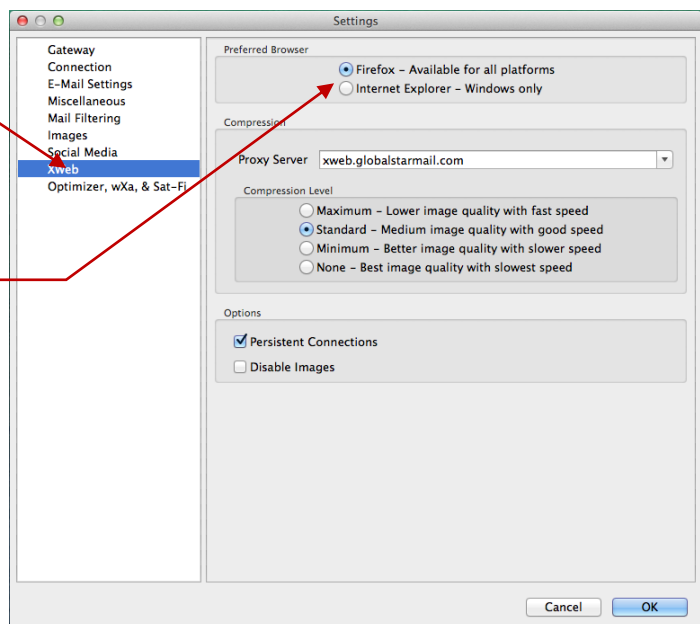 Settings
Gateway
Connection
E-Mail Settings
Miscellaneous
Mail Filtering
Images
Social Media
Xweb
Optimizer, wXa, & Sat-Fi
Preferred Browser
Firefox – Available for all platforms
Internet Explorer – Windows only
Compression
Proxy Server xweb.globalstarmail.com
Compression Level
Maximum – Lower image quality with fast speed
Standard – Medium image quality with good speed
Minimum – Better image quality with slower speed
None – Best image quality with slowest speed
Options
Persistent Connections
Disable Images
Cancel OK